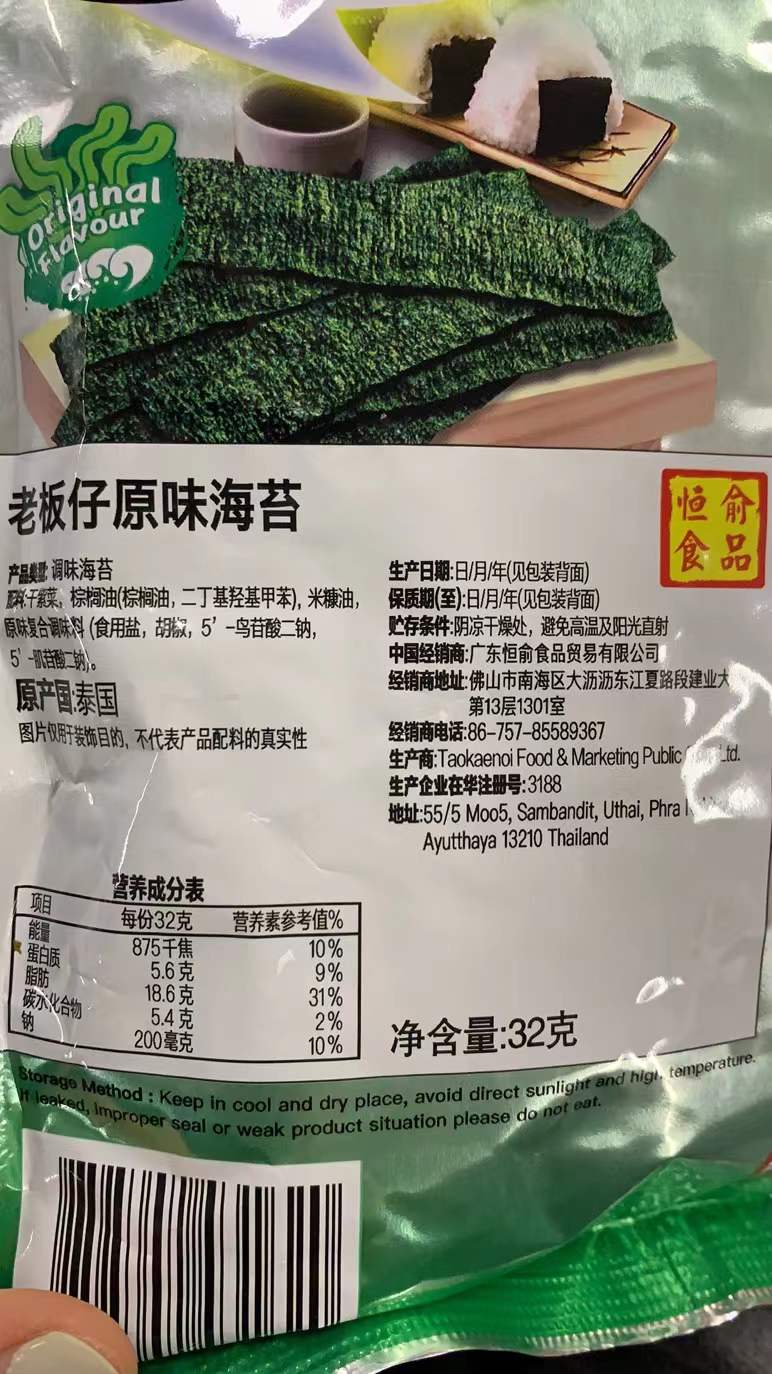 Original
Flavour
老板仔原味海苔
恒俞
食品
产品类型:调味海苔
配料:干紫菜，棕榈油(棕榈油，二丁基羟基甲苯), 米糠油，
原味复合调味料 (食用盐，胡椒，5’-鸟苷酸二钠，
5’-肌苷酸二钠)。
原产国:泰国
图片仅用于装饰目的，不代表产品配料的真实性
生产日期:日/月/年(见包装背面)
保质期(至):日/月/年(见包装背面)
贮存条件:阴凉干燥处，避免高温及阳光直射
中国经销商:广东恒俞食品贸易有限公司
经销商地址:佛山市南海区大沥沥东江夏路段建业大
第13层1301室
经销商电话:86-757-85589367
生产商:Taokaenoi Food & Marketing Public Ltd.
生产企业在华注册号:3188
地址:55/5 Moo5, Sambandit, Uthai, Phra
Ayutthaya 13210 Thailand
营养成分表
项目 每份32克 营养素参考值%
能量 875千焦 10%
蛋白质 5.6克 9%
脂肪 18.6克 31%
碳水化合物 5.4克 2%
钠 200毫克 10%
净含量:32克
Storage Method : Keep in cool and dry place, avoid direct sunlight and high temperature.
If leaked, improper seal or weak product situation please do not eat.